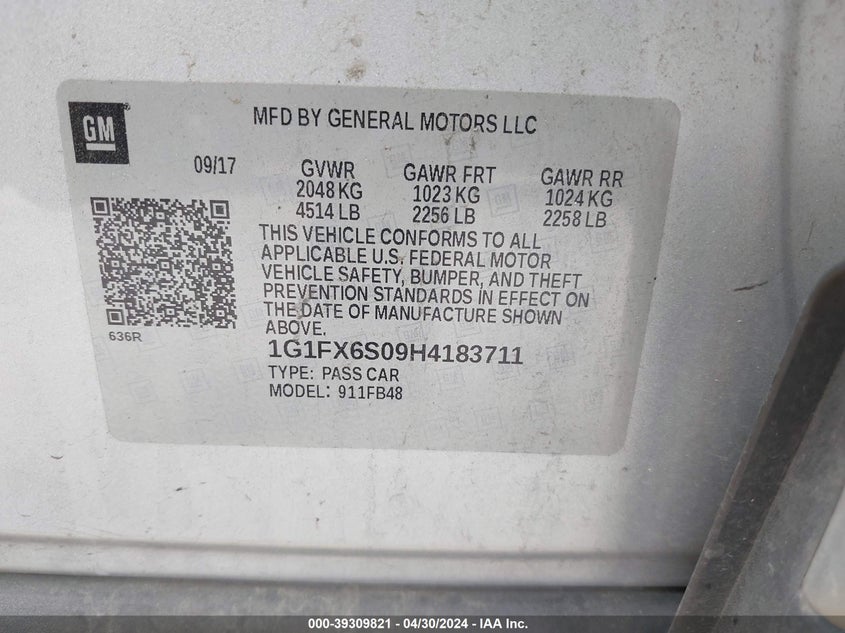 GM
MFD BY GENERAL MOTORS LLC
09/17
GVWR GAWR FRT GAWR RR
2048 KG 1023 KG 1024 KG
4514 LB 2256 LB 2258 LB
THIS VEHICLE CONFORMS TO ALL
APPLICABLE U.S. FEDERAL MOTOR
VEHICLE SAFETY, BUMPER, AND THEFT
PREVENTION STANDARDS IN EFFECT ON
THE DATE OF MANUFACTURE SHOWN
ABOVE.
636R
1G1FX6S09H4183711
TYPE: PASS CAR
MODEL: 911FB48
000-39309821 - 04/30/2024 - IAA Inc.